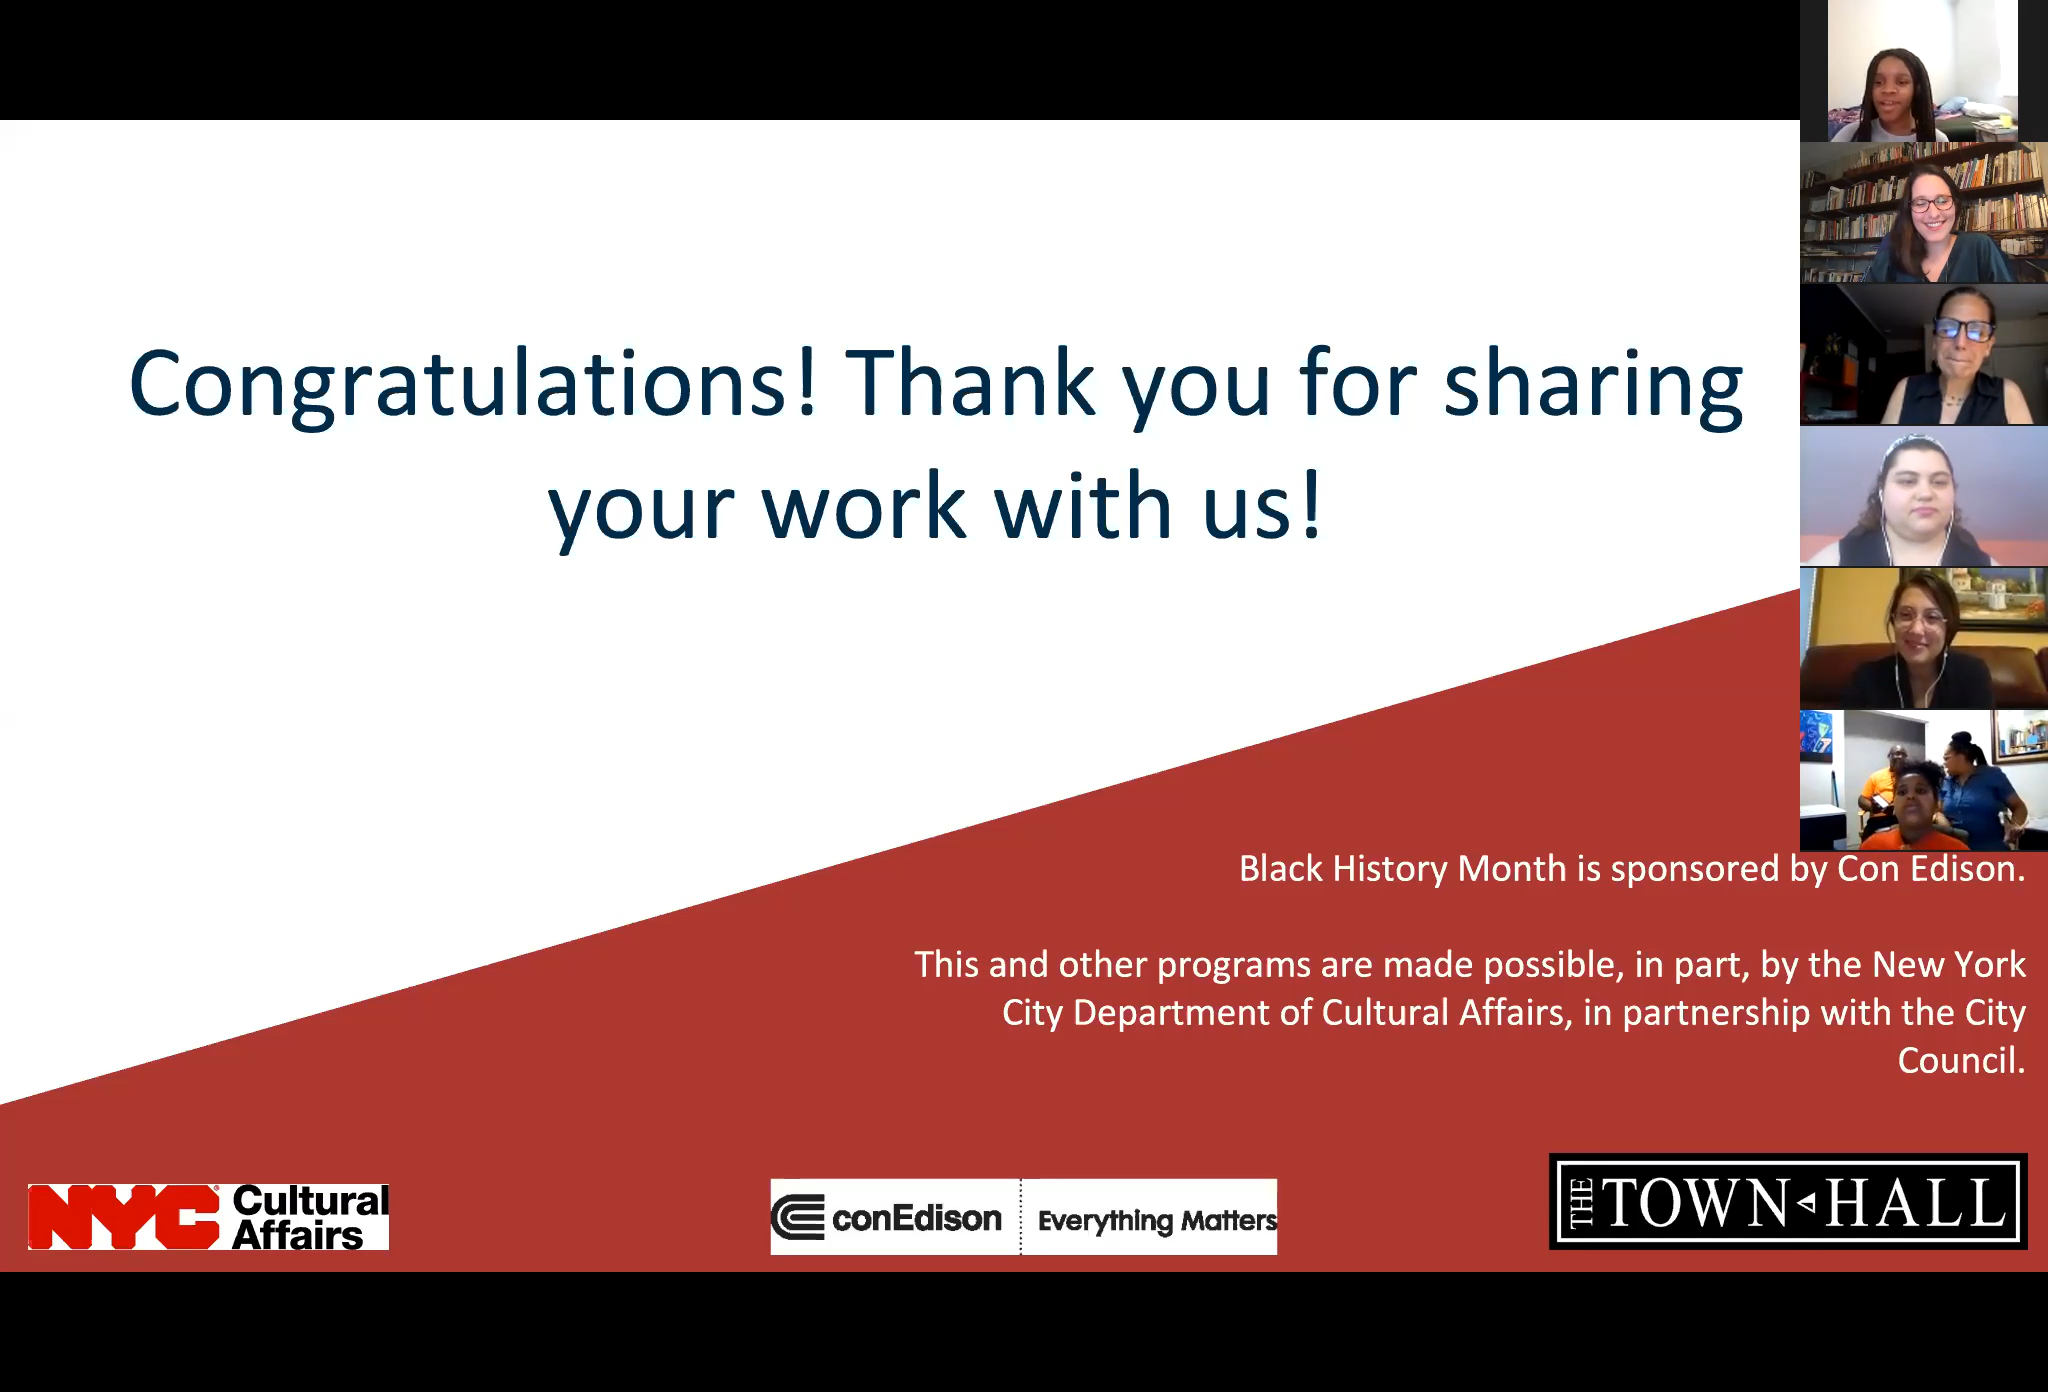 Congratulations! Thank you for sharing
your work with us!
Black History Month is sponsored by Con Edison.
This and other programs are made possible, in part, by the New York
City Department of Cultural Affairs, in partnership with the City
Council.
NYC Cultural
Affairs
conEdison Everything Matters
THE TOWN HALL